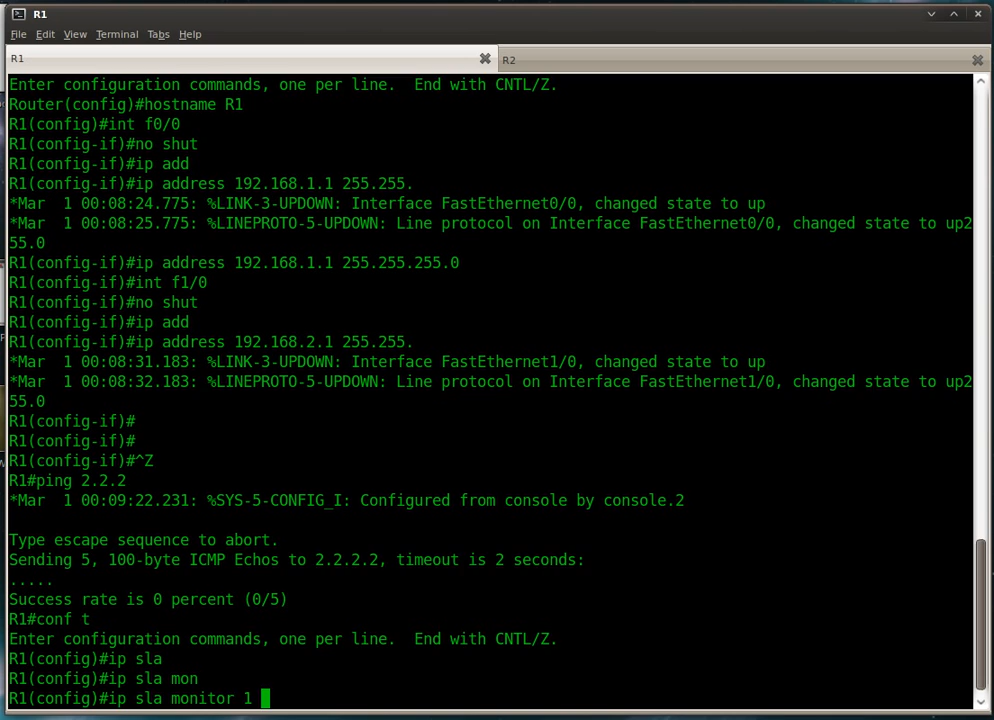 R1
File Edit View Terminal Tabs Help
R1 R2
Enter configuration commands, one per line.  End with CNTL/Z.
Router(config)#hostname R1
R1(config)#int f0/0
R1(config-if)#no shut
R1(config-if)#ip add
R1(config-if)#ip address 192.168.1.1 255.255.
*Mar  1 00:08:24.775: %LINK-3-UPDOWN: Interface FastEthernet0/0, changed state to up
*Mar  1 00:08:25.775: %LINEPROTO-5-UPDOWN: Line protocol on Interface FastEthernet0/0, changed state to up2
55.0
R1(config-if)#ip address 192.168.1.1 255.255.255.0
R1(config-if)#int f1/0
R1(config-if)#no shut
R1(config-if)#ip add
R1(config-if)#ip address 192.168.2.1 255.255.
*Mar  1 00:08:31.183: %LINK-3-UPDOWN: Interface FastEthernet1/0, changed state to up
*Mar  1 00:08:32.183: %LINEPROTO-5-UPDOWN: Line protocol on Interface FastEthernet1/0, changed state to up2
55.0
R1(config-if)#
R1(config-if)#
R1(config-if)#^Z
R1#ping 2.2.2
*Mar  1 00:09:22.231: %SYS-5-CONFIG_I: Configured from console by console.2
Type escape sequence to abort.
Sending 5, 100-byte ICMP Echos to 2.2.2.2, timeout is 2 seconds:
.....
Success rate is 0 percent (0/5)
R1#conf t
Enter configuration commands, one per line.  End with CNTL/Z.
R1(config)#ip sla
R1(config)#ip sla mon
R1(config)#ip sla monitor 1